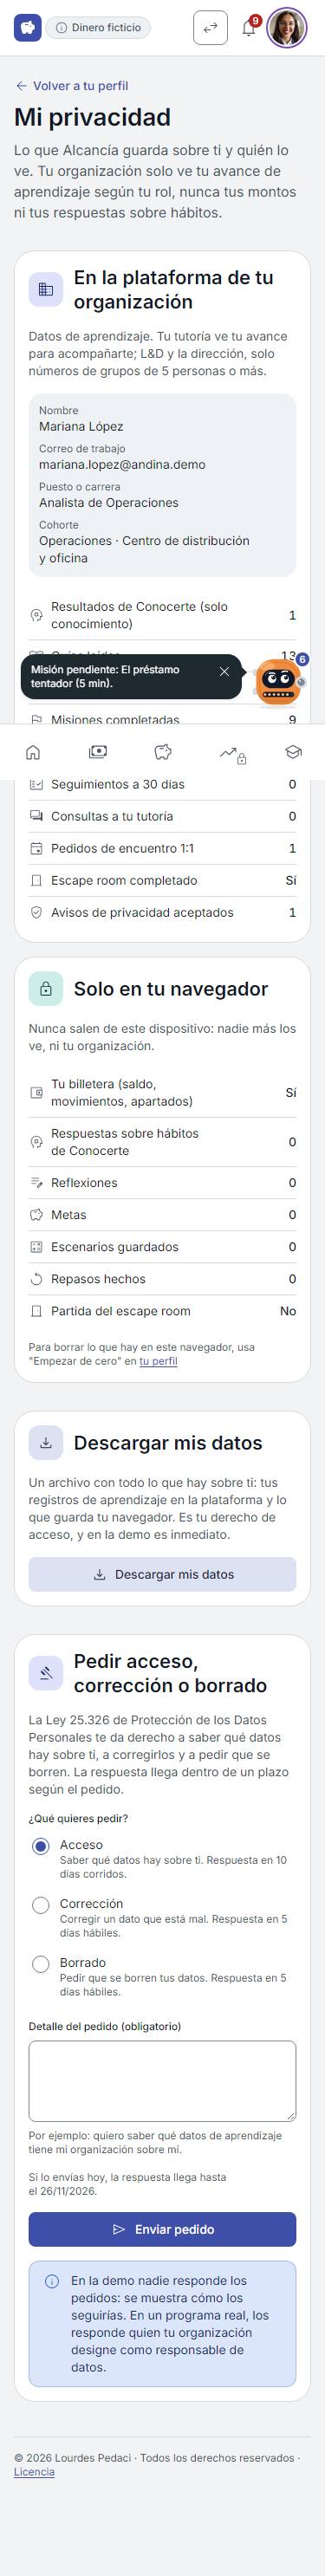 Dinero ficticio
9
Volver a tu perfil
Mi privacidad
Lo que Alcancía guarda sobre ti y quién lo
ve. Tu organización solo ve tu avance de
aprendizaje según tu rol, nunca tus montos
ni tus respuestas sobre hábitos.
En la plataforma de tu
organización
Datos de aprendizaje. Tu tutoría ve tu avance
para acompañarte; L&D y la dirección, solo
números de grupos de 5 personas o más.
Nombre
Mariana López
Correo de trabajo
mariana.lopez@andina.demo
Puesto o carrera
Analista de Operaciones
Cohorte
Operaciones · Centro de distribución
y oficina
Resultados de Conocerte (solo
conocimiento)
1
13
Misión pendiente: El préstamo
tentador (5 min).
6
Misiones completadas 9
Seguimientos a 30 días 0
Consultas a tu tutoría 0
Pedidos de encuentro 1:1 1
Escape room completado Sí
Avisos de privacidad aceptados 1
Solo en tu navegador
Nunca salen de este dispositivo: nadie más los
ve, ni tu organización.
Tu billetera (saldo,
movimientos, apartados)
Sí
Respuestas sobre hábitos
de Conocerte
0
Reflexiones 0
Metas 0
Escenarios guardados 0
Repasos hechos 0
Partida del escape room No
Para borrar lo que hay en este navegador, usa
"Empezar de cero" en tu perfil
Descargar mis datos
Un archivo con todo lo que hay sobre ti: tus
registros de aprendizaje en la plataforma y lo
que guarda tu navegador. Es tu derecho de
acceso, y en la demo es inmediato.
Descargar mis datos
Pedir acceso,
corrección o borrado
La Ley 25.326 de Protección de los Datos
Personales te da derecho a saber qué datos
hay sobre ti, a corregirlos y a pedir que se
borren. La respuesta llega dentro de un plazo
según el pedido.
¿Qué quieres pedir?
Acceso
Saber qué datos hay sobre ti. Respuesta en 10
días corridos.
Corrección
Corregir un dato que está mal. Respuesta en 5
días hábiles.
Borrado
Pedir que se borren tus datos. Respuesta en 5
días hábiles.
Detalle del pedido (obligatorio)
Por ejemplo: quiero saber qué datos de aprendizaje
tiene mi organización sobre mí.
Si lo envías hoy, la respuesta llega hasta
el 26/11/2026.
Enviar pedido
En la demo nadie responde los
pedidos: se muestra cómo los
seguirías. En un programa real, los
responde quien tu organización
designe como responsable de
datos.
© 2026 Lourdes Pedaci · Todos los derechos reservados ·
Licencia